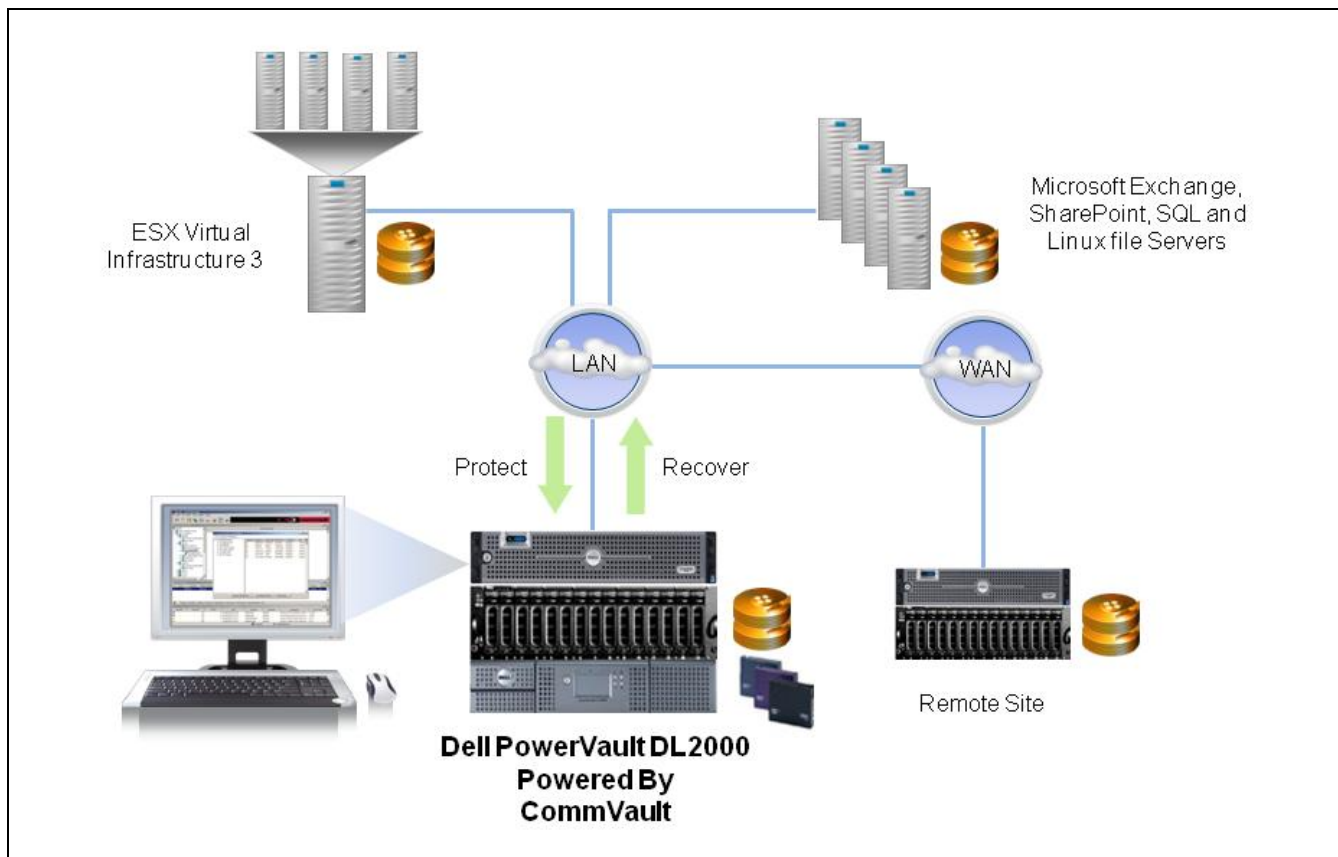 ESX Virtual
Infrastructure 3
Microsoft Exchange,
SharePoint, SQL and
Linux file Servers
LAN
WAN
Protect
Recover
Remote Site
Dell PowerVault DL2000
Powered By
CommVault